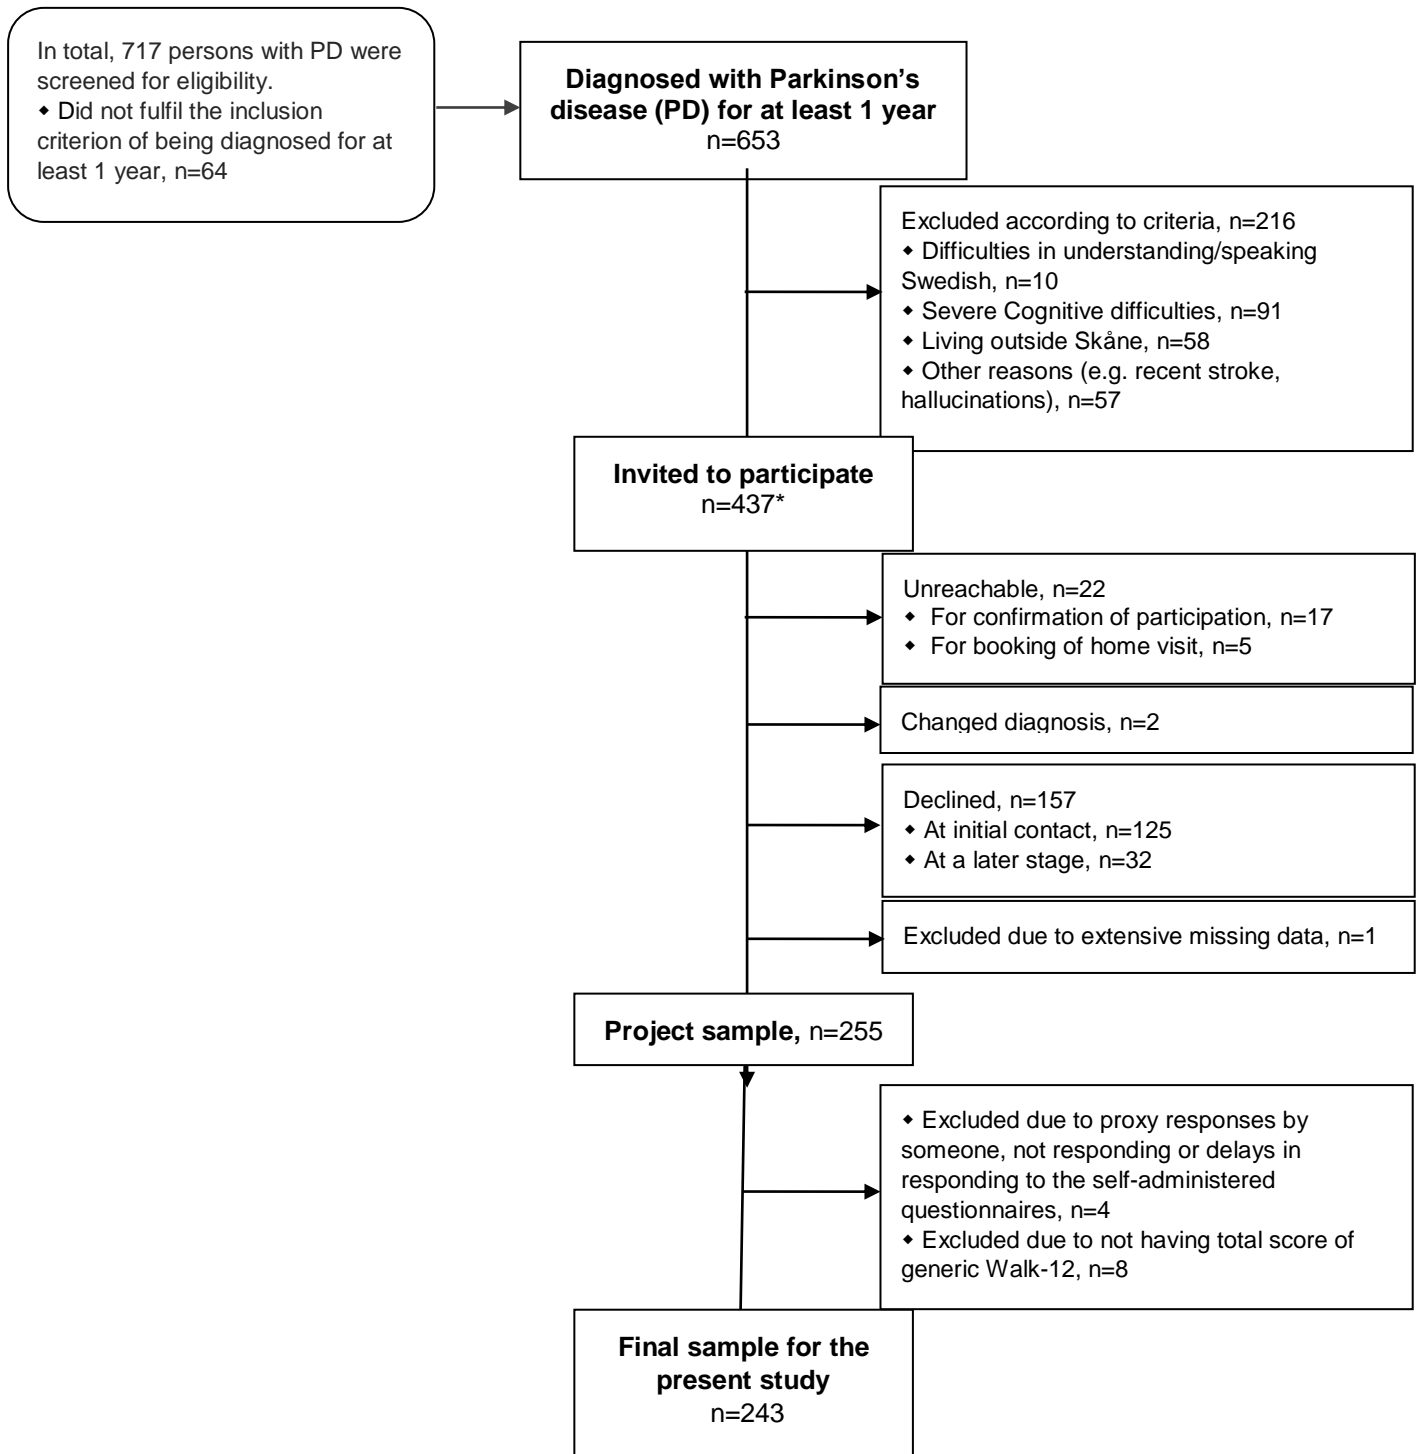 In total, 717 persons with PD were
screened for eligibility.
◆ Did not fulfil the inclusion
criterion of being diagnosed for at
least 1 year, n=64
Diagnosed with Parkinson’s
disease (PD) for at least 1 year
n=653
Excluded according to criteria, n=216
◆ Difficulties in understanding/speaking
Swedish, n=10
◆ Severe Cognitive difficulties, n=91
◆ Living outside Skåne, n=58
◆ Other reasons (e.g. recent stroke,
hallucinations), n=57
Invited to participate
n=437*
Unreachable, n=22
◆ For confirmation of participation, n=17
◆ For booking of home visit, n=5
Changed diagnosis, n=2
Declined, n=157
◆ At initial contact, n=125
◆ At a later stage, n=32
Excluded due to extensive missing data, n=1
Project sample, n=255
◆ Excluded due to proxy responses by
someone, not responding or delays in
responding to the self-administered
questionnaires, n=4
◆ Excluded due to not having total score of
generic Walk-12, n=8
Final sample for the
present study
n=243